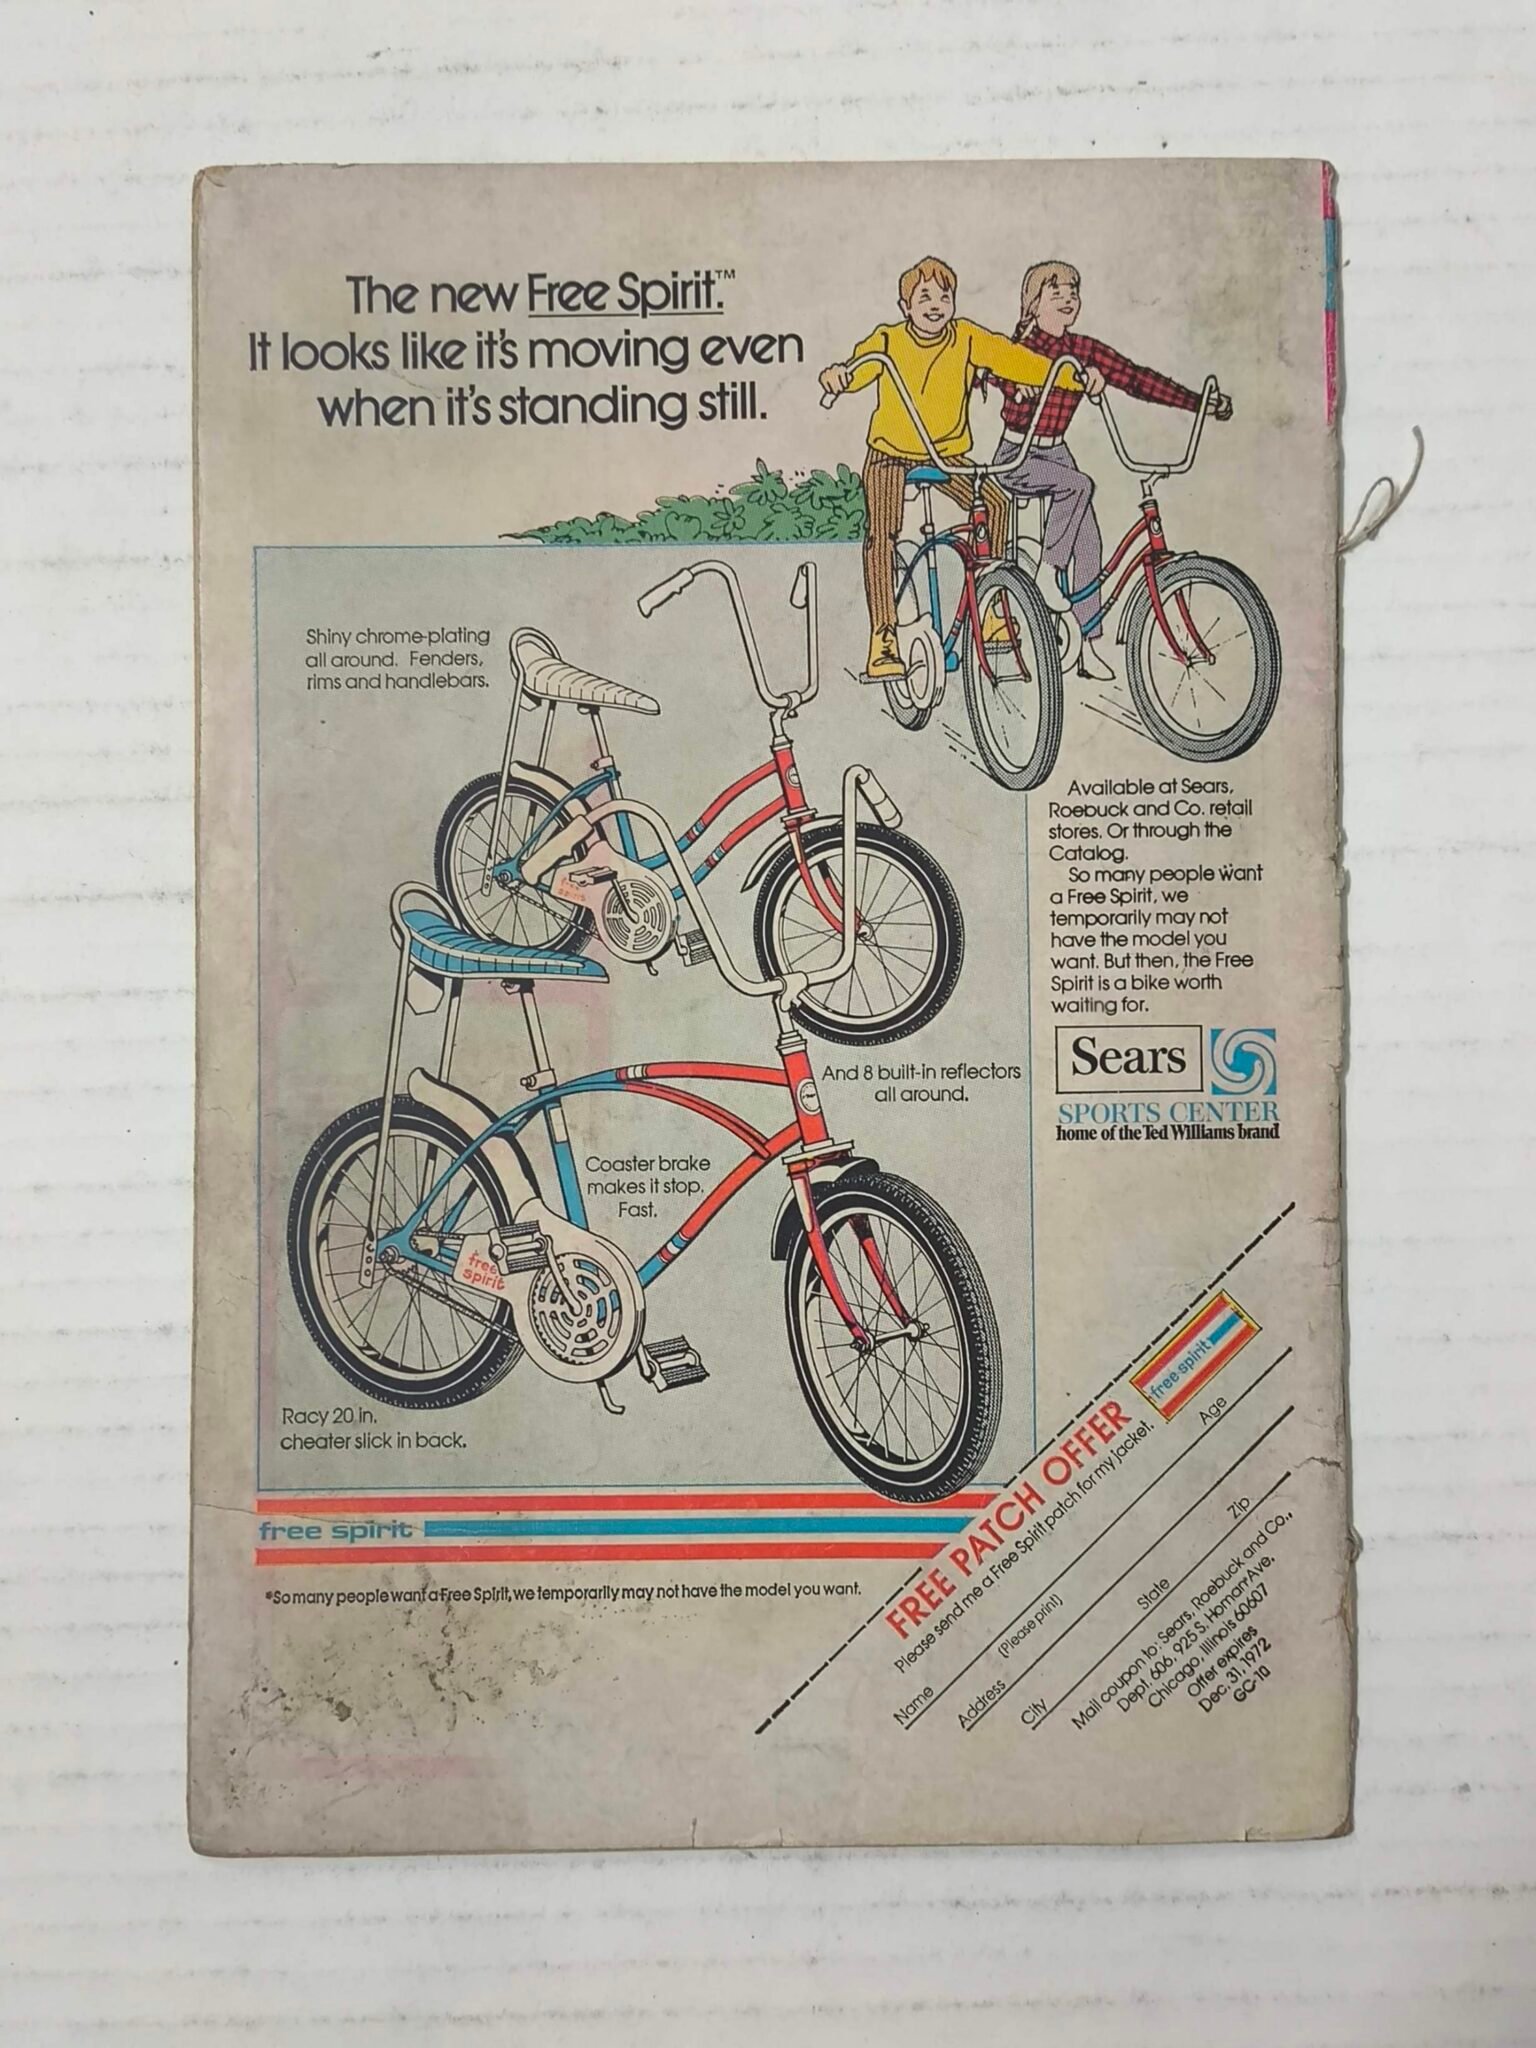 The new Free Spirit.™
It looks like it's moving even
when it's standing still.
Shiny chrome-plating
all around. Fenders,
rims and handlebars.
free
spirit
And 8 built-in reflectors
all around.
Coaster brake
makes it stop.
Fast.
free
spirit
Racy 20 in.
cheater slick in back.
Available at Sears,
Roebuck and Co. retail
stores. Or through the
Catalog.
So many people want
a Free Spirit, we
temporarily may not
have the model you
want. But then, the Free
Spirit is a bike worth
waiting for.
Sears
SPORTS CENTER
home of the Ted Williams brand
free spirit
*So many people want a Free Spirit, we temporarily may not have the model you want.
free spirit
FREE PATCH OFFER
Please send me a Free Spirit patch for my jacket.
Name (Please print) Age
Address
City State Zip
Mail coupon to: Sears, Roebuck and Co.,
Dept. 606, 925 S. Homan Ave.
Chicago, Illinois 60607
Offer expires
Dec. 31, 1972
GC-10